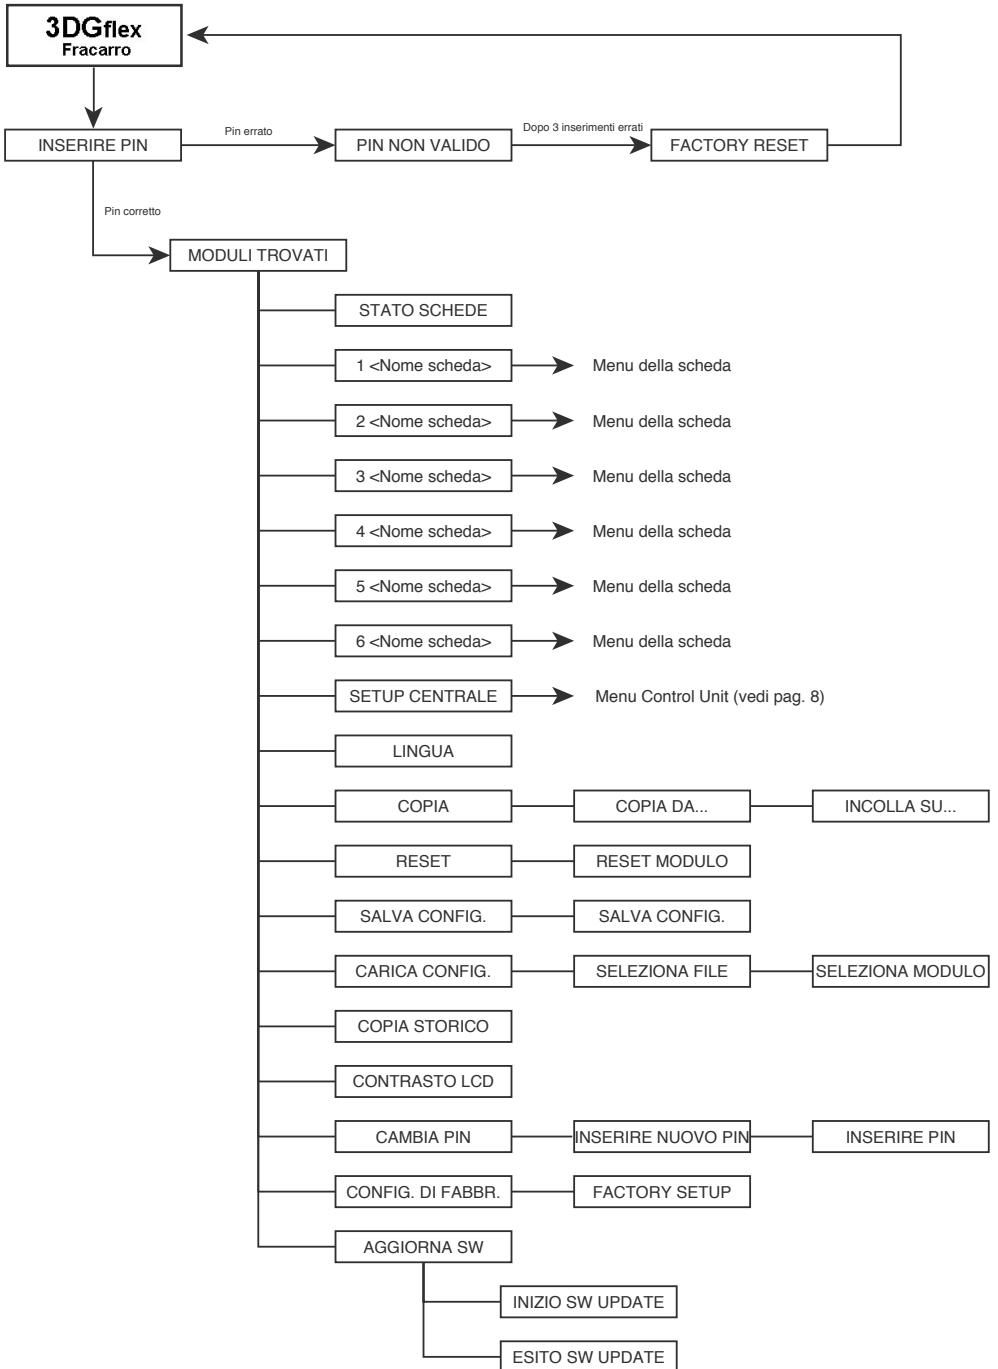 3DGflex
Fracarro
INSERIRE PIN
Pin errato
PIN NON VALIDO
Dopo 3 inserimenti errati
FACTORY RESET
Pin corretto
MODULI TROVATI
STATO SCHEDE
1 <Nome scheda>
Menu della scheda
2 <Nome scheda>
Menu della scheda
3 <Nome scheda>
Menu della scheda
4 <Nome scheda>
Menu della scheda
5 <Nome scheda>
Menu della scheda
6 <Nome scheda>
Menu della scheda
SETUP CENTRALE
Menu Control Unit (vedi pag. 8)
LINGUA
COPIA
COPIA DA...
INCOLLA SU...
RESET
RESET MODULO
SALVA CONFIG.
SALVA CONFIG.
CARICA CONFIG.
SELEZIONA FILE
SELEZIONA MODULO
COPIA STORICO
CONTRASTO LCD
CAMBIA PIN
INSERIRE NUOVO PIN
INSERIRE PIN
CONFIG. DI FABBR.
FACTORY SETUP
AGGIORNA SW
INIZIO SW UPDATE
ESITO SW UPDATE